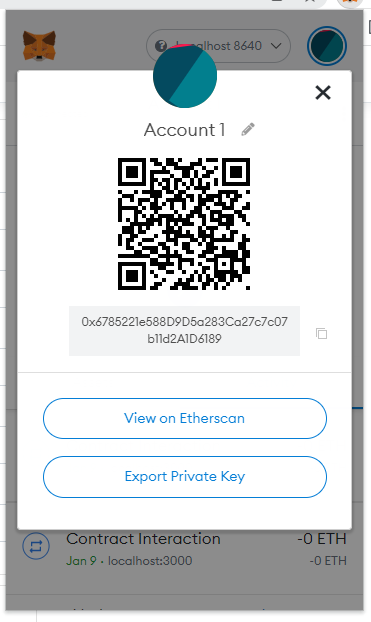 localhost 8640
Account 1
0x6785221e588D9D5a283Ca27c7c07
b11d2A1D6189
View on Etherscan
Export Private Key
Contract Interaction
-0 ETH
Jan 9 · localhost:3000
-0 ETH